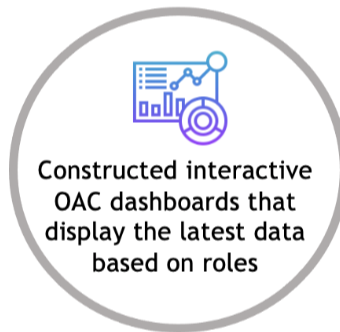 Constructed interactive
OAC dashboards that
display the latest data
based on roles